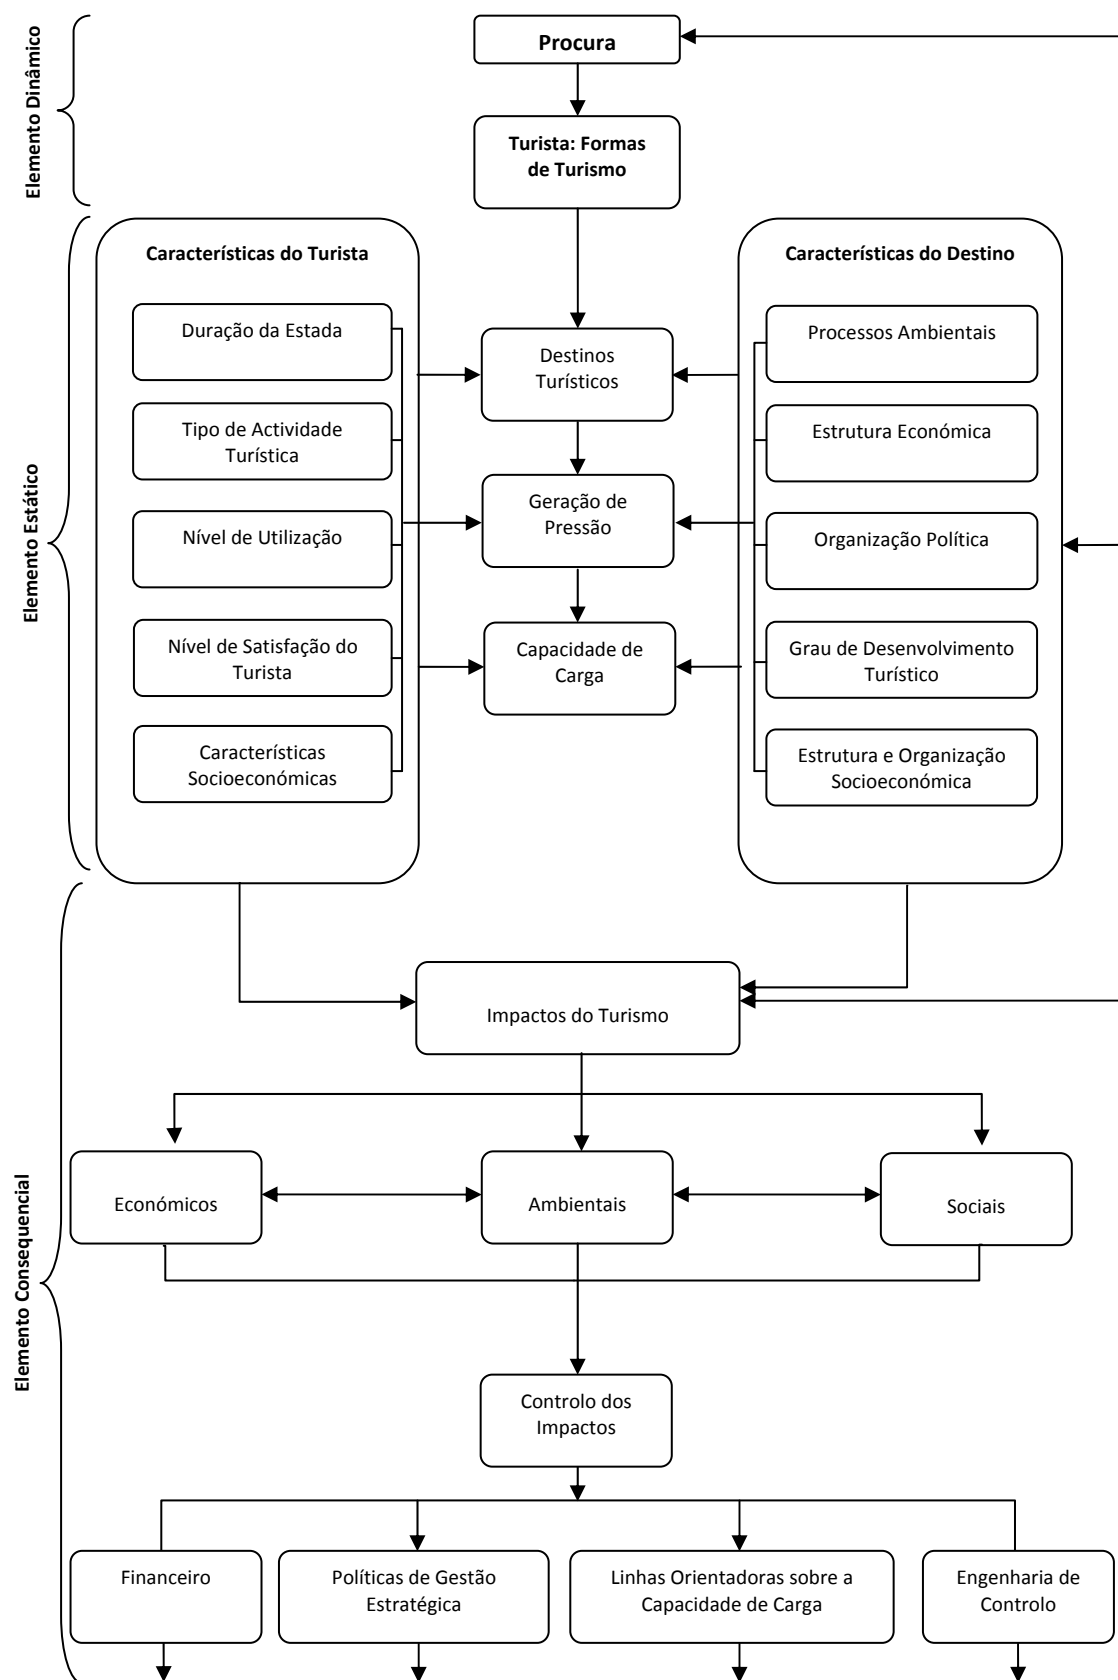 Elemento Dinâmico
Procura
Turista: Formas
de Turismo
Elemento Estático
Características do Turista
Duração da Estada
Tipo de Actividade
Turística
Nível de Utilização
Nível de Satisfação do
Turista
Características
Socioeconómicas
Destinos
Turísticos
Geração de
Pressão
Capacidade de
Carga
Características do Destino
Processos Ambientais
Estrutura Económica
Organização Política
Grau de Desenvolvimento
Turístico
Estrutura e Organização
Socioeconómica
Elemento Consequencial
Impactos do Turismo
Económicos
Ambientais
Sociais
Controlo dos
Impactos
Financeiro
Políticas de Gestão
Estratégica
Linhas Orientadoras sobre a
Capacidade de Carga
Engenharia de
Controlo